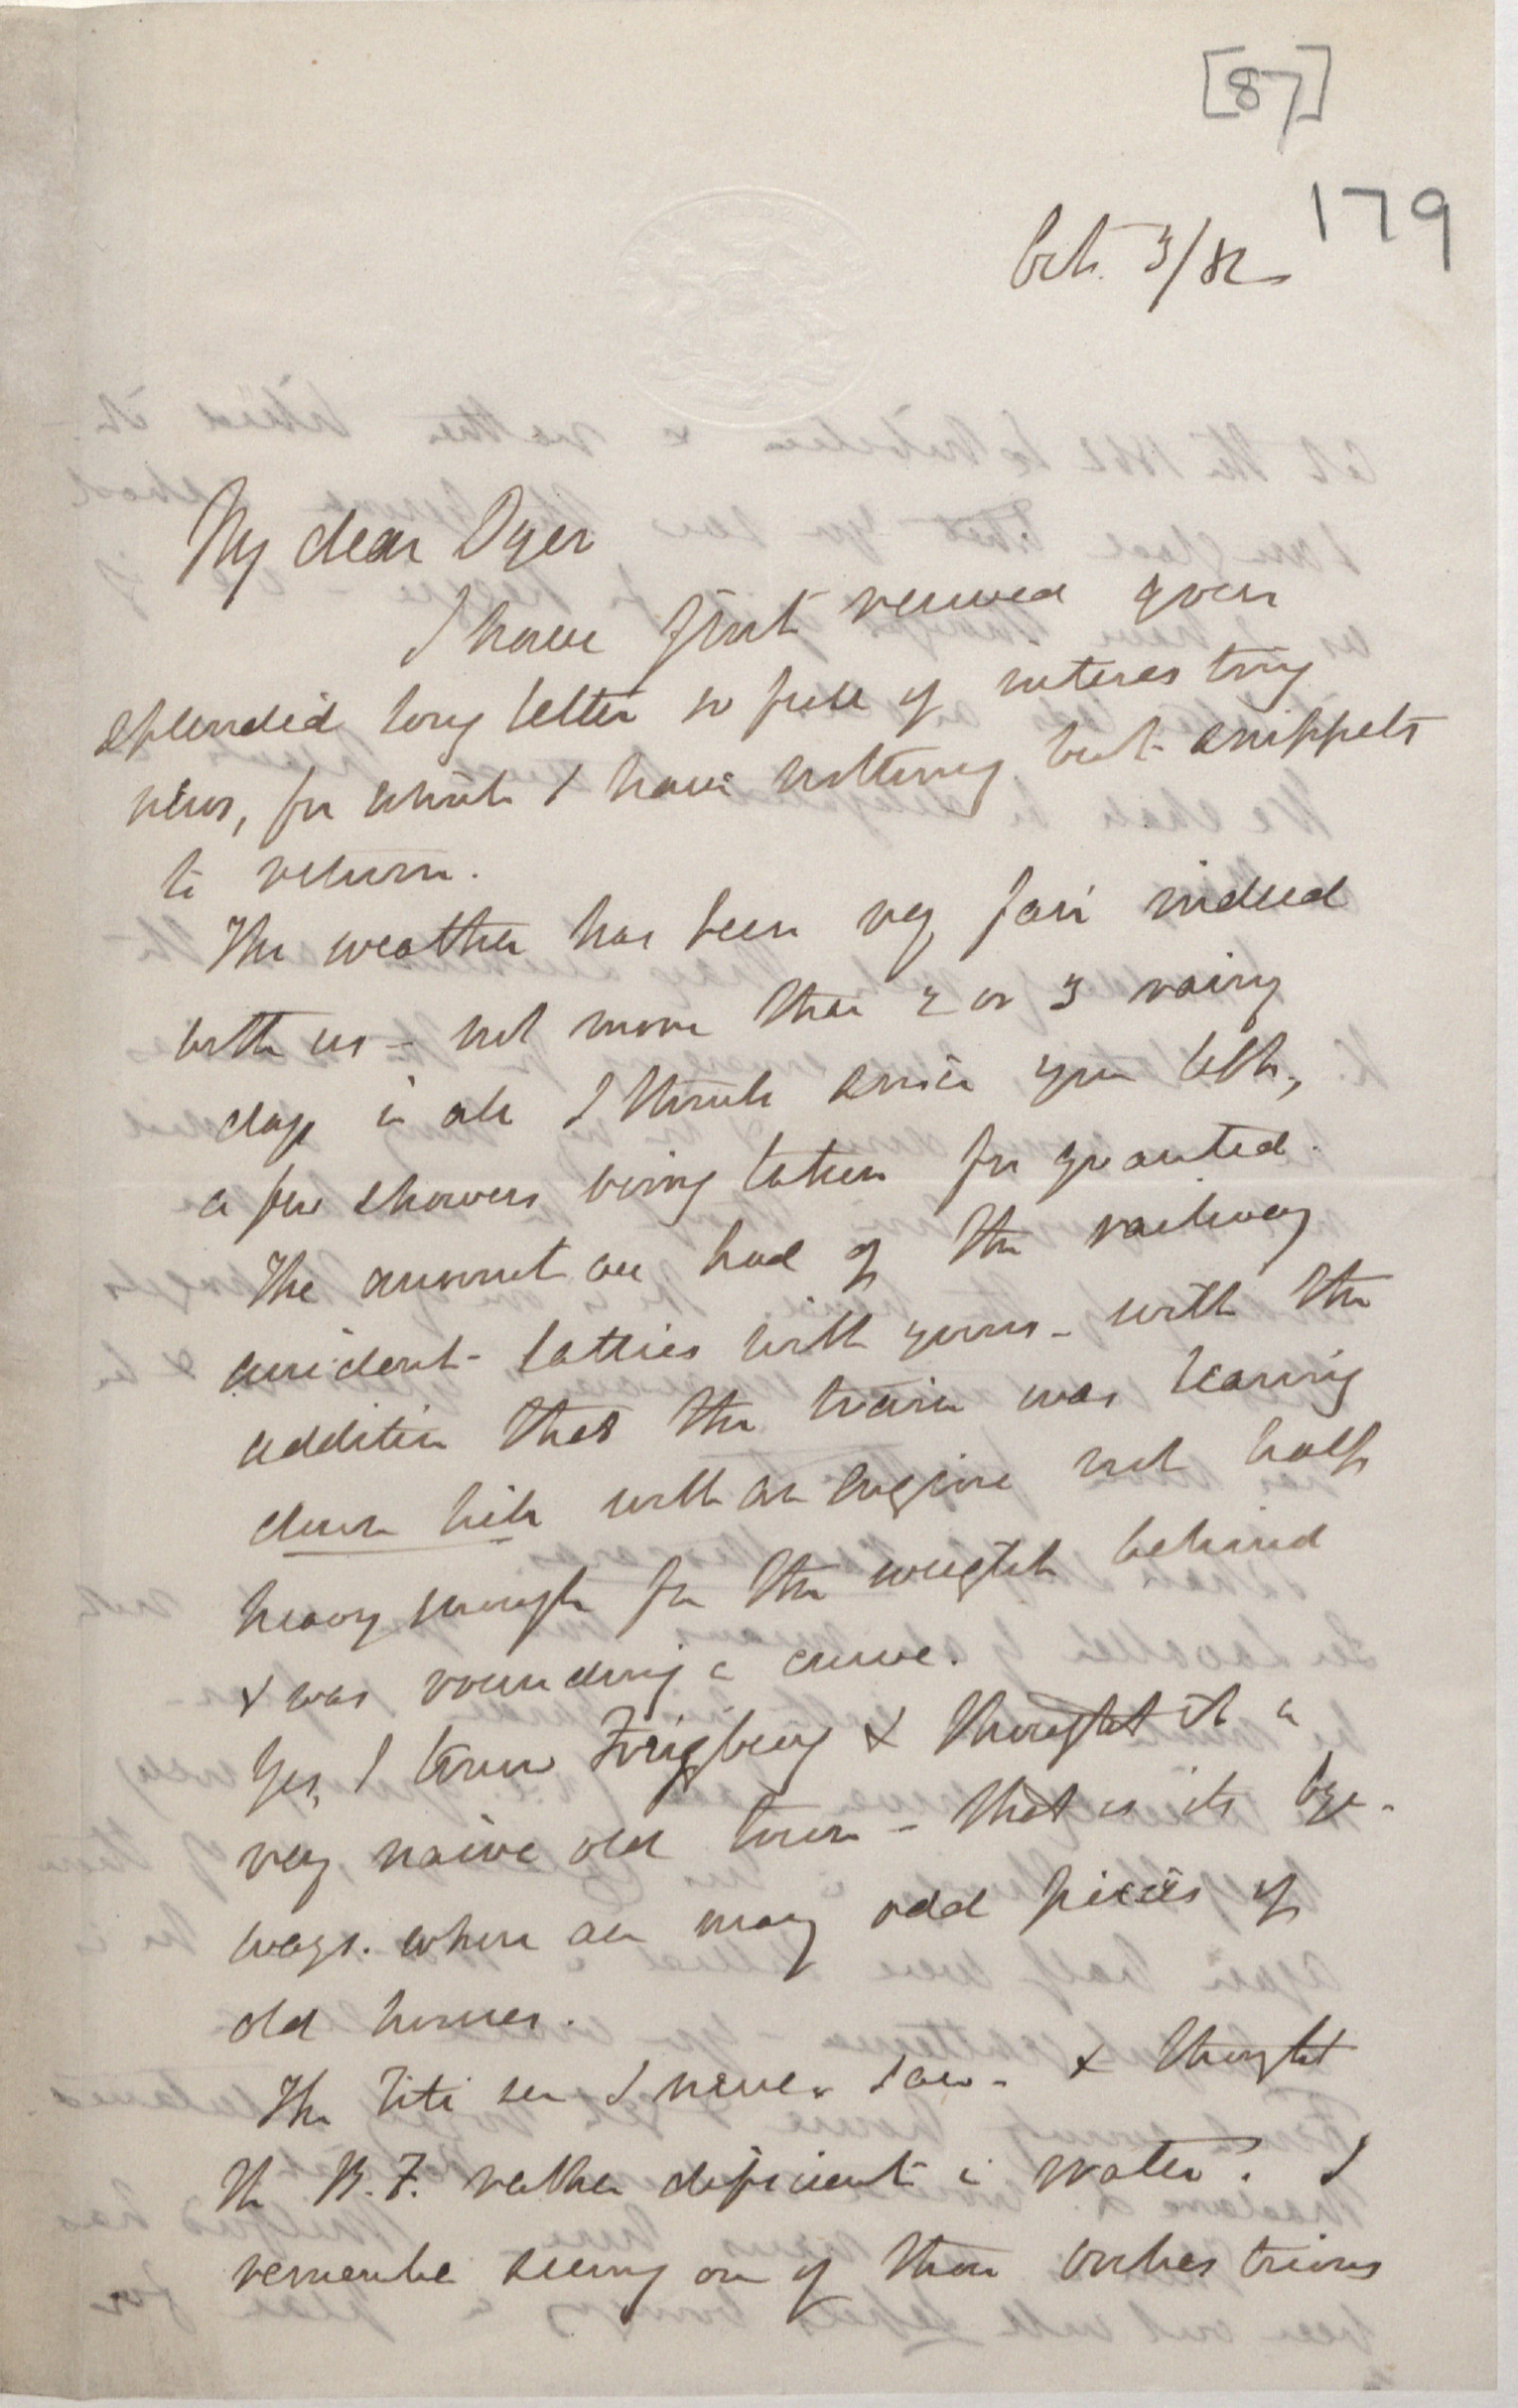 [87]
179
Oct. 3/82
My dear Dyer
I have just received your
splendid long letter so full of interesting
news, for which I have nothing but snippets
to return.
The weather has been very fair indeed
with us – not more than 2 or 3 rainy
days in all I think since you left,
a few showers being taken for granted.
The account we had of the railway
accident tallies with yours – with the
addition that the train was leaving
down hill with an engine not half
heavy enough for the weight behind
& was rounding a curve.
Yes, I know & thought it a
very naive old town – that is its bye-
ways. where are many odd pieces of
old houses.
The Titi see I never saw – & thought
the B.F. rather deficient in water. I
remember seeing one of those orchestrions